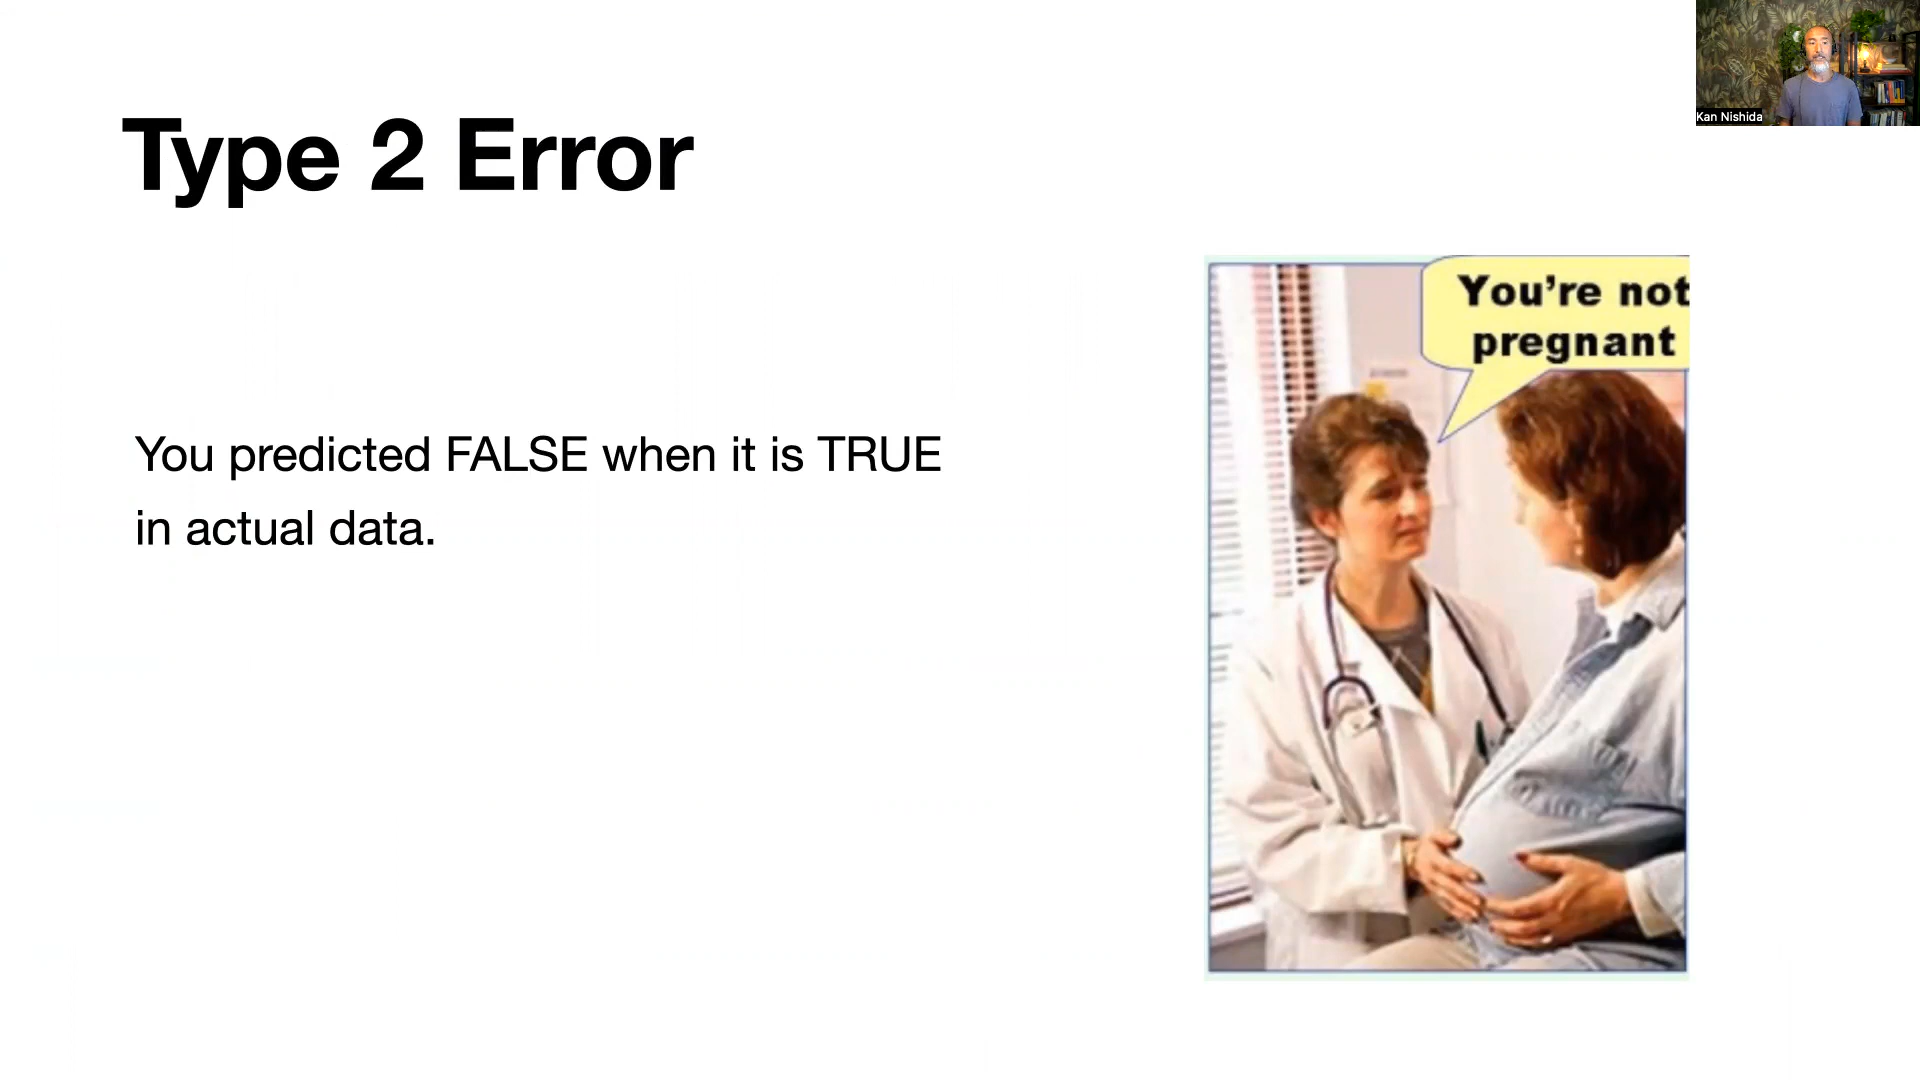 Kan Nishida
Type 2 Error
You're not
pregnant
You predicted FALSE when it is TRUE
in actual data.